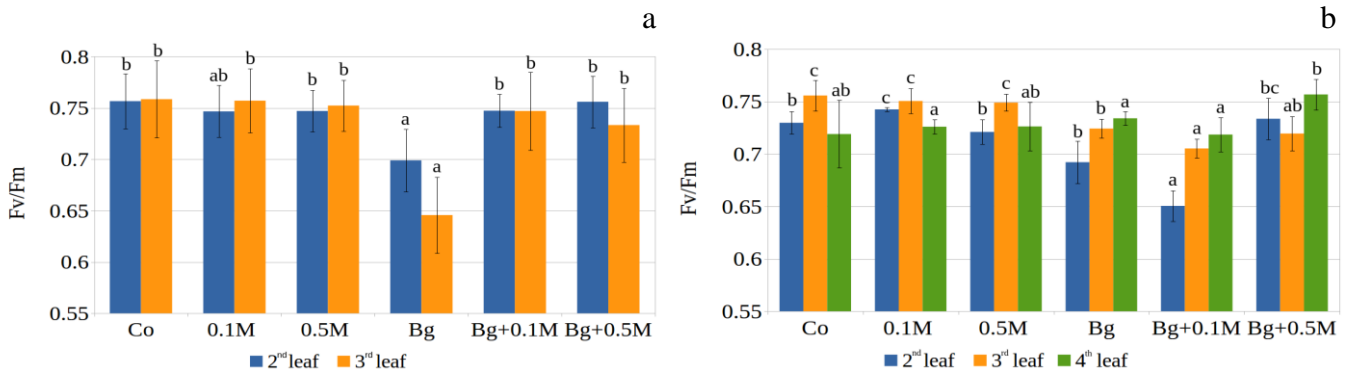 a
0.8
0.75
0.7
0.65
0.6
0.55
Fv/Fm
b b
ab b
b b
a a
b b
b b
Co 0.1M 0.5M Bg Bg+0.1M Bg+0.5M
2nd leaf 3rd leaf
b
0.8
0.75
0.7
0.65
0.6
0.55
Fv/Fm
b c ab
c c a
b c ab
b b a
a a a
bc ab b
Co 0.1M 0.5M Bg Bg+0.1M Bg+0.5M
2nd leaf 3rd leaf 4th leaf